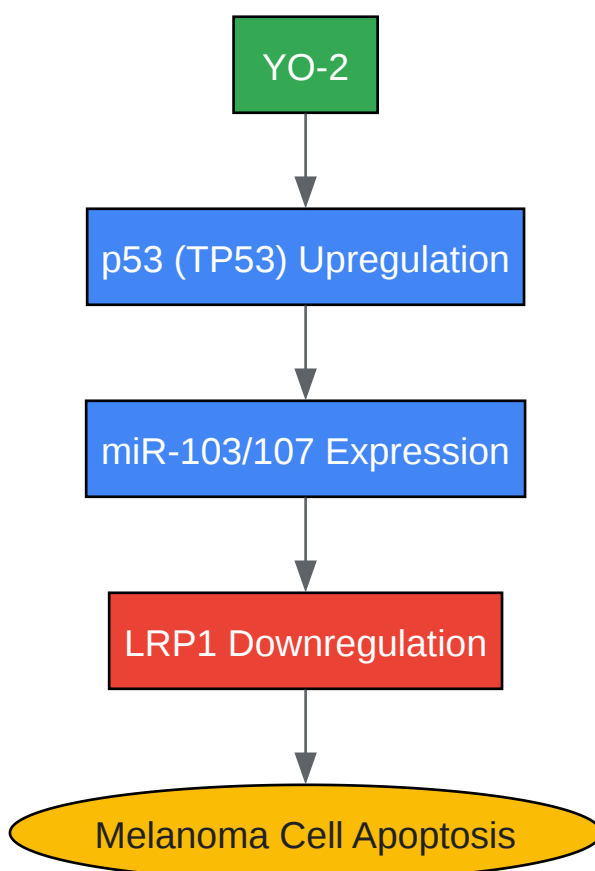 YO-2
p53 (TP53) Upregulation
miR-103/107 Expression
LRP1 Downregulation
Melanoma Cell Apoptosis